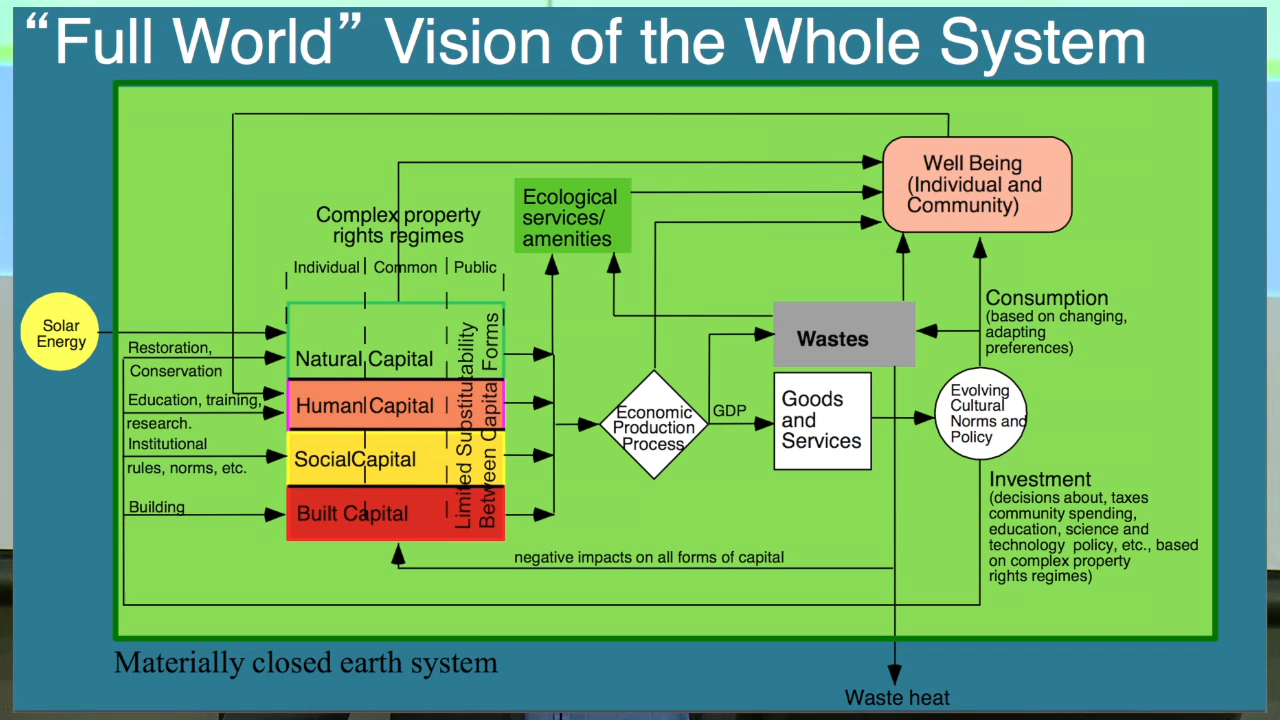 “Full World” Vision of the Whole System
Well Being
(Individual and
Community)
Ecological
services/
amenities
Complex property
rights regimes
Individual
Common
Public
Solar
Energy
Restoration,
Conservation
Education, training,
research.
Institutional
rules, norms, etc.
Building
Natural Capital
Human Capital
SocialCapital
Built Capital
Limited Substitutability
Between Capital Forms
Economic
Production
Process
GDP
Wastes
Goods
and
Services
Consumption
(based on changing,
adapting
preferences)
Evolving
Cultural
Norms and
Policy
Investment
(decisions about, taxes
community spending,
education, science and
technology policy, etc., based
on complex property
rights regimes)
negative impacts on all forms of capital
Materially closed earth system
Waste heat